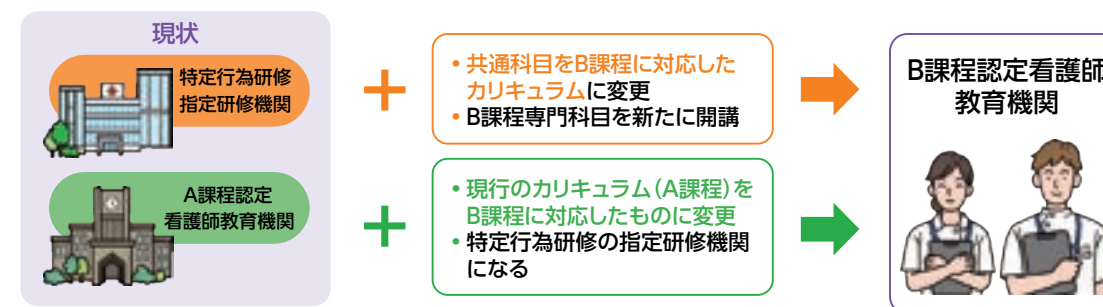 現状
特定行為研修
指定研修機関
A課程認定
看護師教育機関
＋
• 共通科目をB課程に対応した
カリキュラムに変更
• B課程専門科目を新たに開講
＋
• 現行のカリキュラム（A課程）を
B課程に対応したものに変更
• 特定行為研修の指定研修機関
になる
B課程認定看護師
教育機関